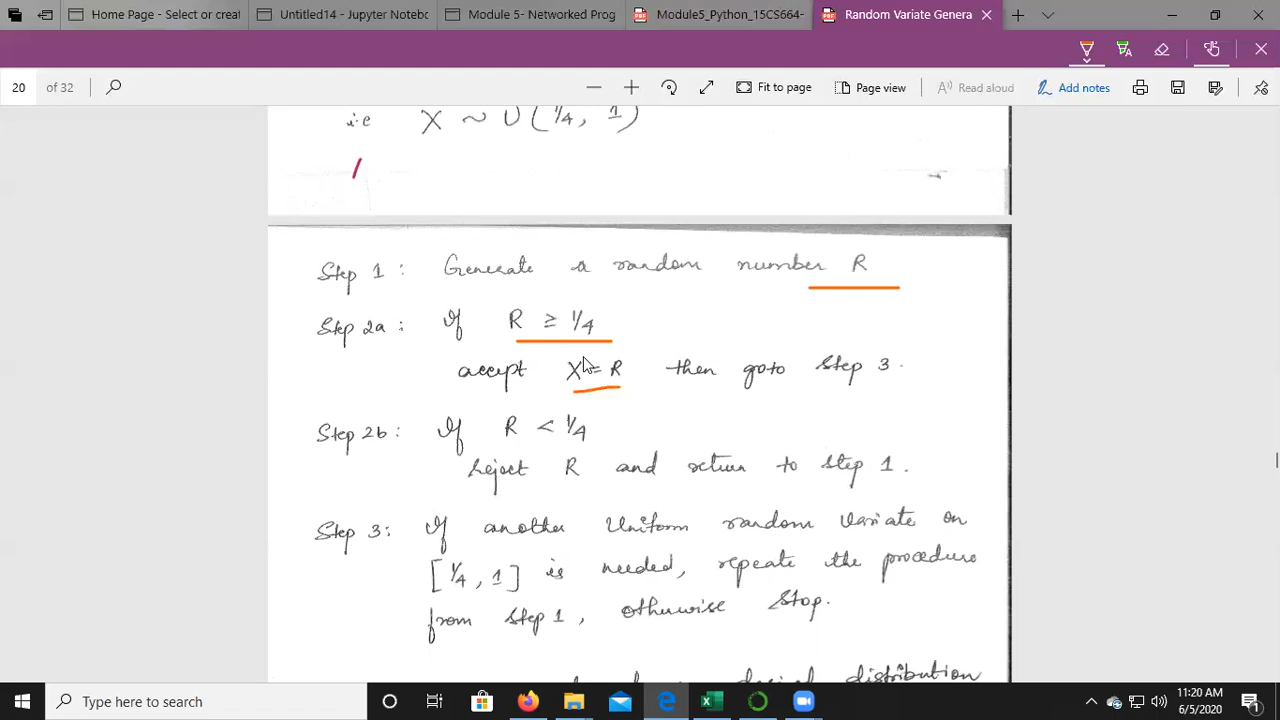 Home Page - Select or creat
Untitled14 - Jupyter Notebo
Module 5- Networked Prog
Module5_Python_15CS664-
Random Variate Genera
20 of 32
Fit to page
Page view
Read aloud
Add notes
i.e X ~ U(1/4, 1)
Step 1: Generate a random number R
Step 2a: If R ≥ 1/4
accept X = R then goto Step 3.
Step 2b: If R < 1/4
Reject R and return to Step 1.
Step 3: If another Uniform random Variate on
[1/4, 1] is needed, repeat the procedure
from Step 1, otherwise Stop.
desired distribution
Type here to search
11:20 AM
6/5/2020